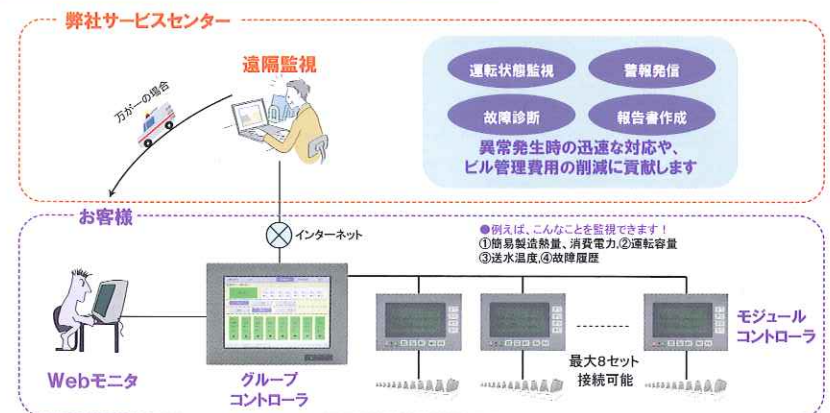 弊社サービスセンター
遠隔監視
万が一の場合
運転状態監視
警報発信
故障診断
報告書作成
異常発生時の迅速な対応や、
ビル管理費用の削減に貢献します
お客様
インターネット
●例えば、こんなことを監視できます！
①簡易製造熱量、消費電力,②運転容量
③送水温度,④故障履歴
Webモニタ
グループ
コントローラ
最大8セット
接続可能
モジュール
コントローラ